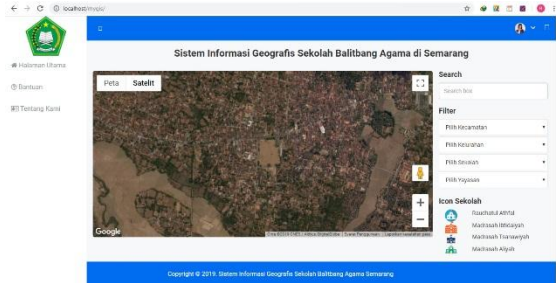 localhost/mysis/
Halaman Utama
Bantuan
Tentang Kami
Sistem Informasi Geografis Sekolah Balitbang Agama di Semarang
Peta Satelit
Google
Search
Search box
Filter
Pilih Kecamatan
Pilih Kelurahan
Pilih Sekolah
Pilih Yayasan
Icon Sekolah
Raudhatul Athfal
Madrasah Ibtidaiyah
Madrasah Tsanawiyah
Madrasah Aliyah
Copyright © 2019. Sistem Informasi Geografis Sekolah Balitbang Agama Semarang